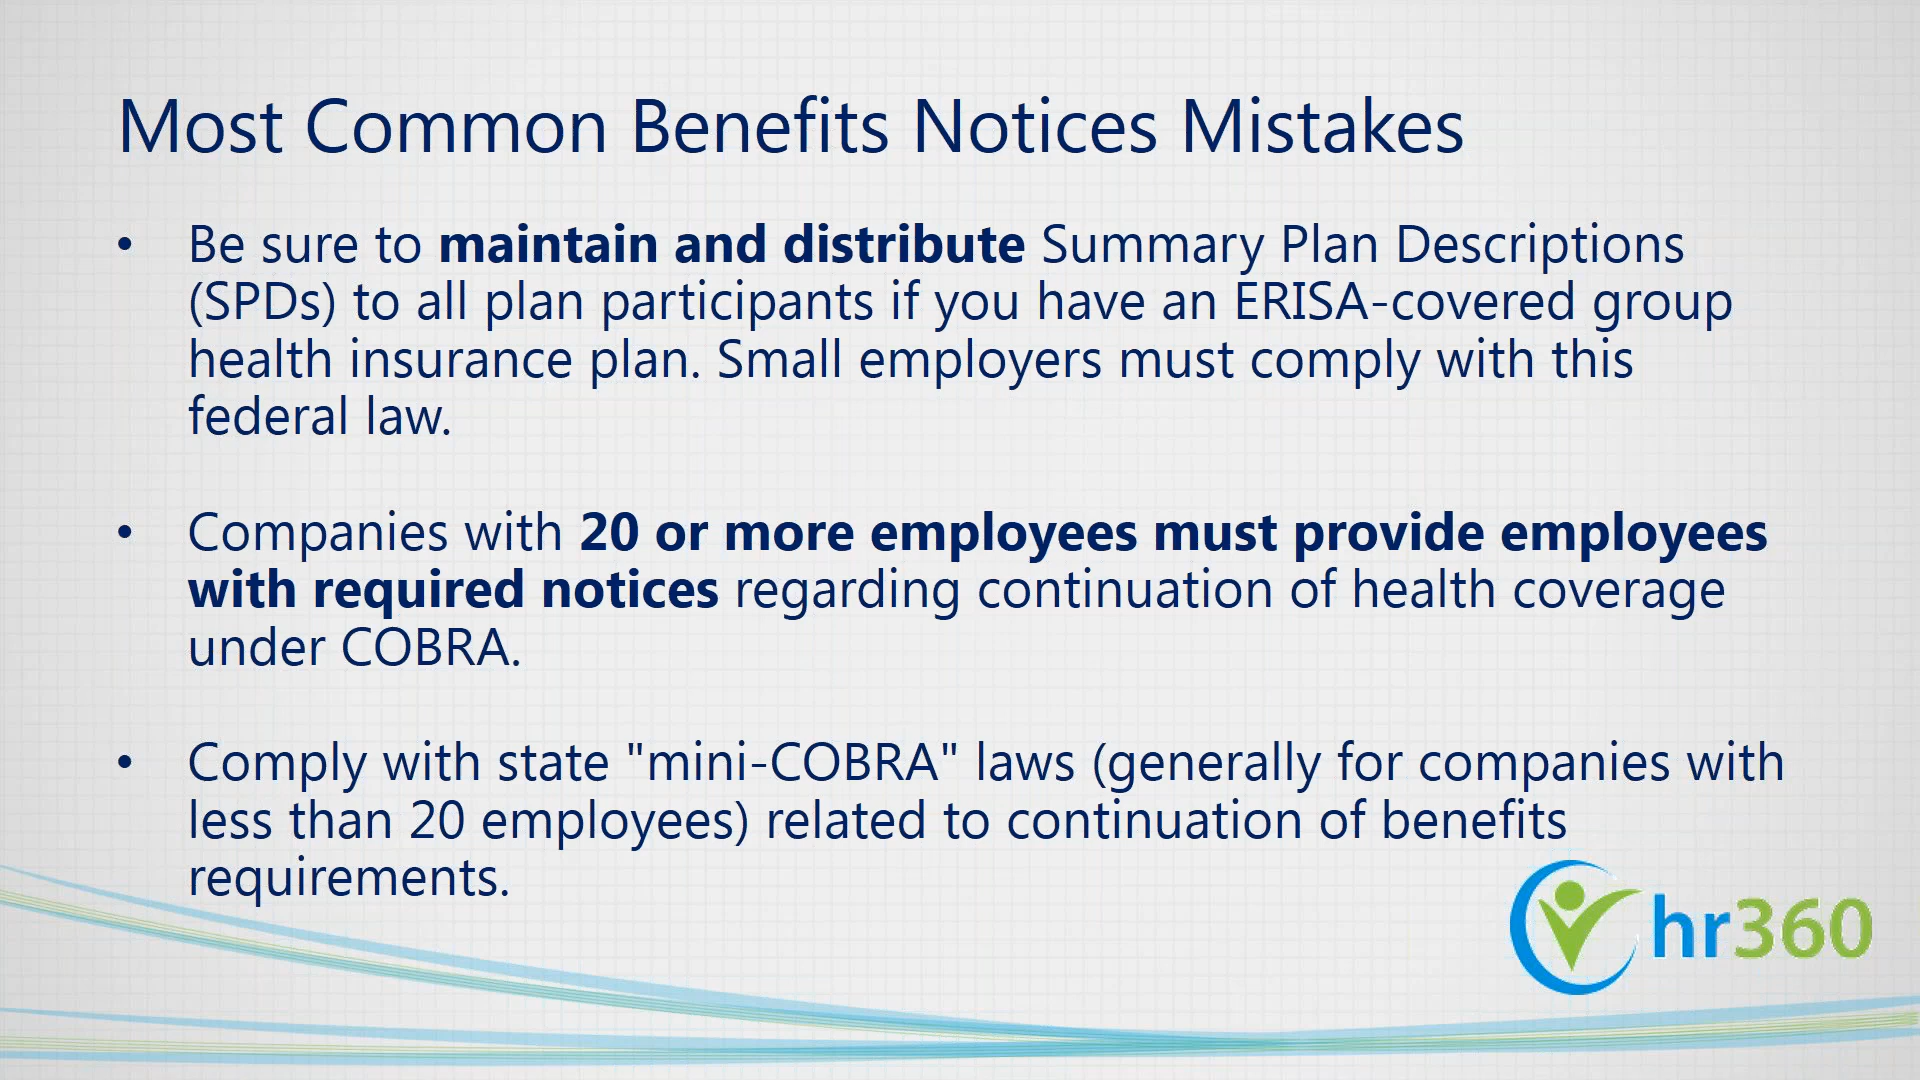 Most Common Benefits Notices Mistakes
• Be sure to maintain and distribute Summary Plan Descriptions
(SPDs) to all plan participants if you have an ERISA-covered group
health insurance plan. Small employers must comply with this
federal law.
• Companies with 20 or more employees must provide employees
with required notices regarding continuation of health coverage
under COBRA.
• Comply with state "mini-COBRA" laws (generally for companies with
less than 20 employees) related to continuation of benefits
requirements.
hr360